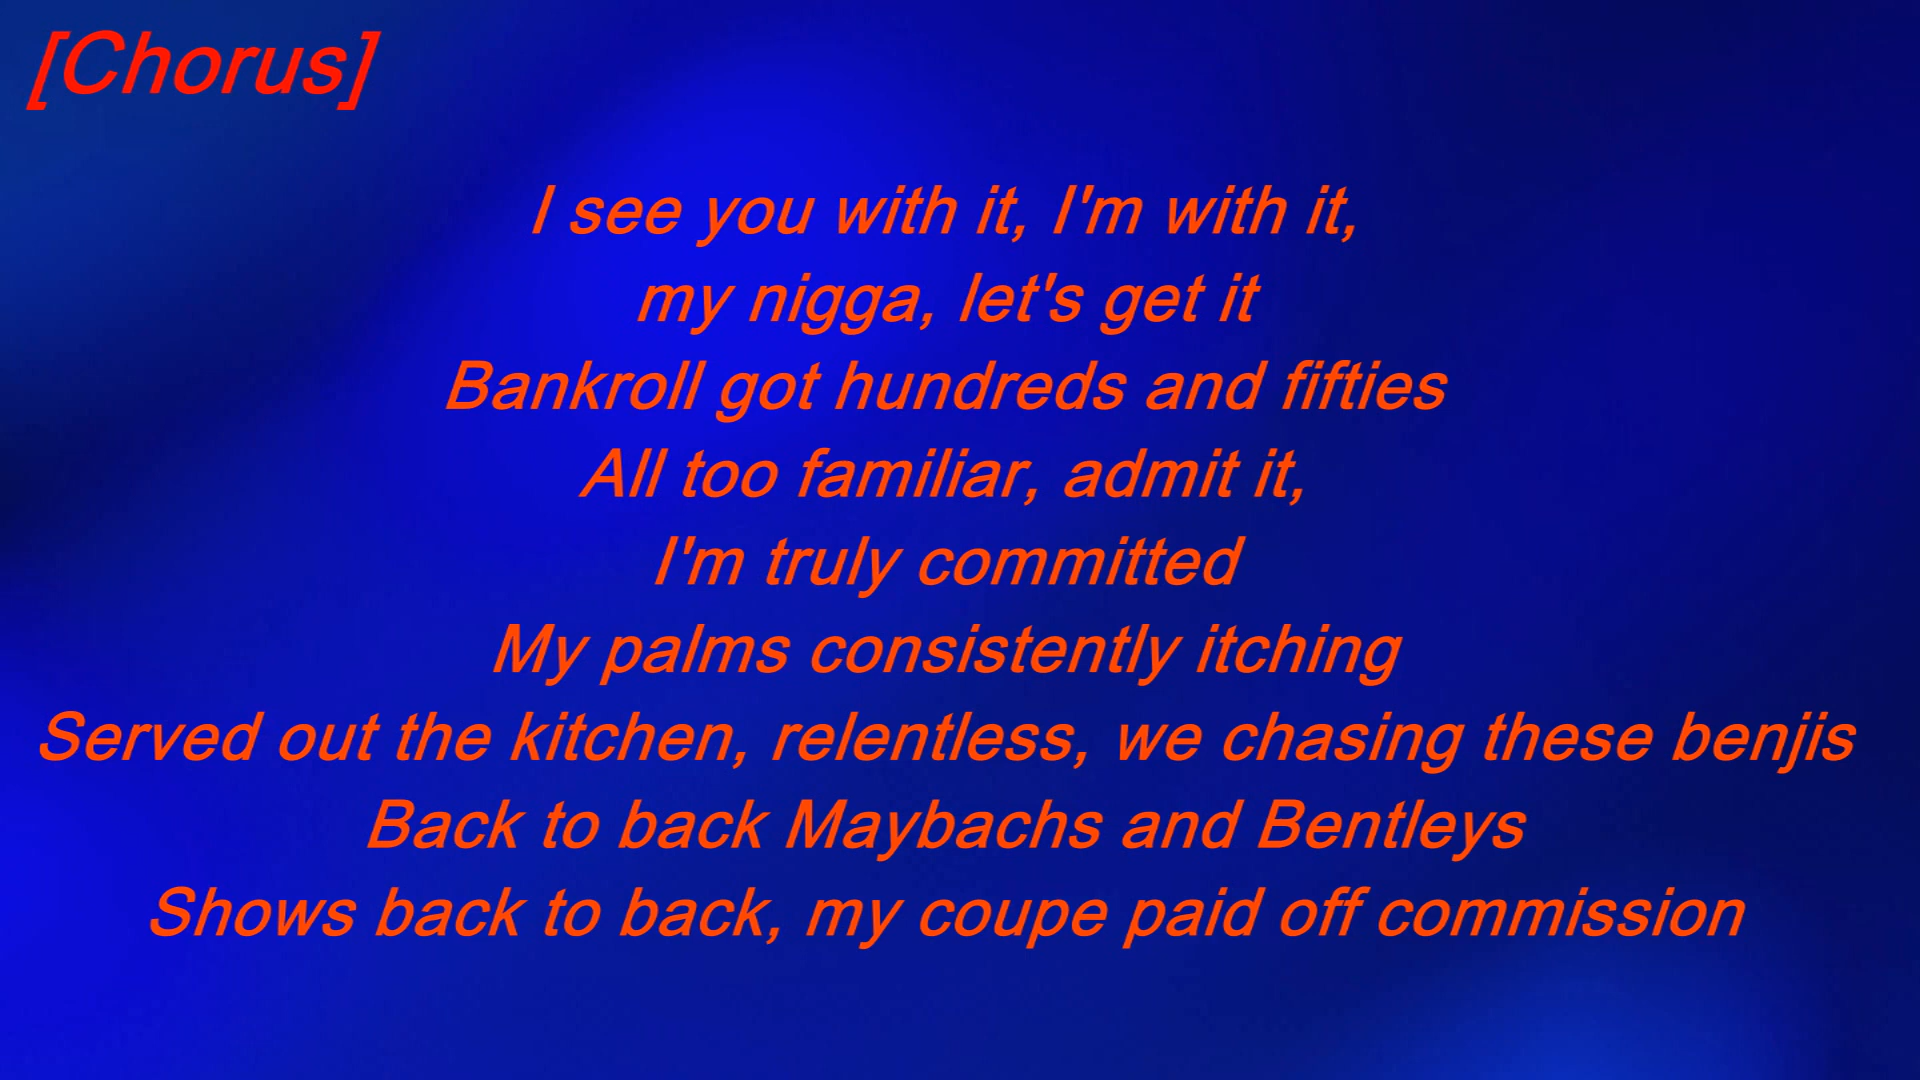 [Chorus]
I see you with it, I'm with it,
my nigga, let's get it
Bankroll got hundreds and fifties
All too familiar, admit it,
I'm truly committed
My palms consistently itching
Served out the kitchen, relentless, we chasing these benjis
Back to back Maybachs and Bentleys
Shows back to back, my coupe paid off commission